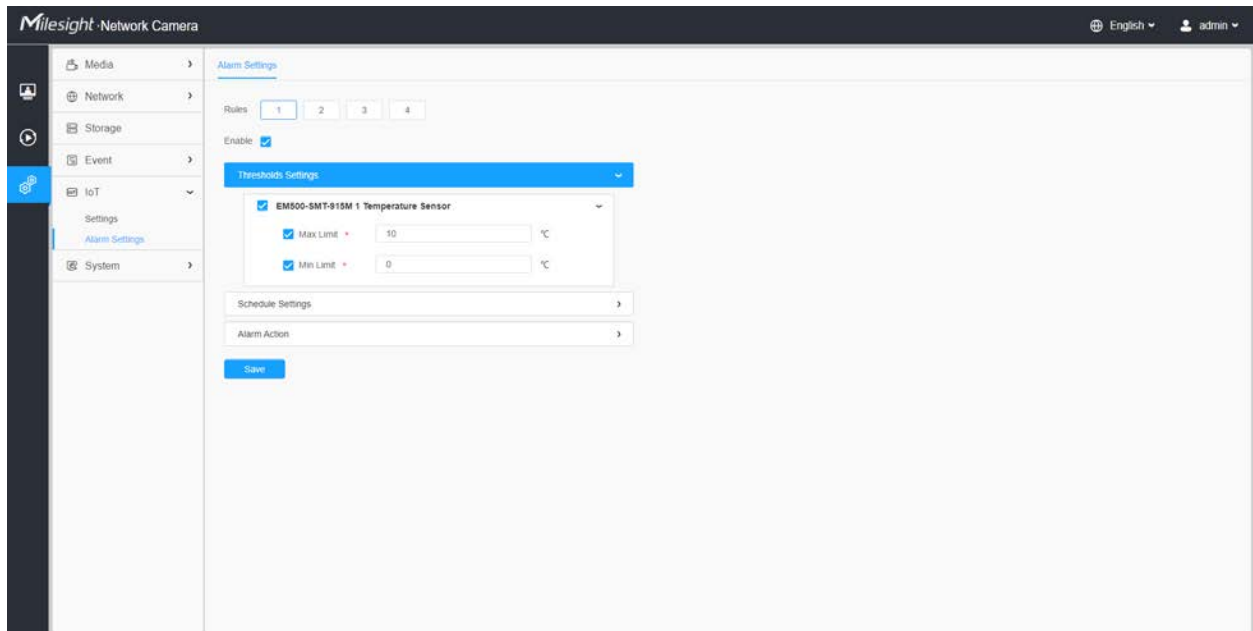 Milesight ·Network Camera
English
admin
Media
Network
Storage
Event
IoT
Settings
Alarm Settings
System
Alarm Settings
Rules 1 2 3 4
Enable
Thresholds Settings
EM500-SMT-915M 1 Temperature Sensor
Max Limit * 10 ℃
Min Limit * 0 ℃
Schedule Settings
Alarm Action
Save